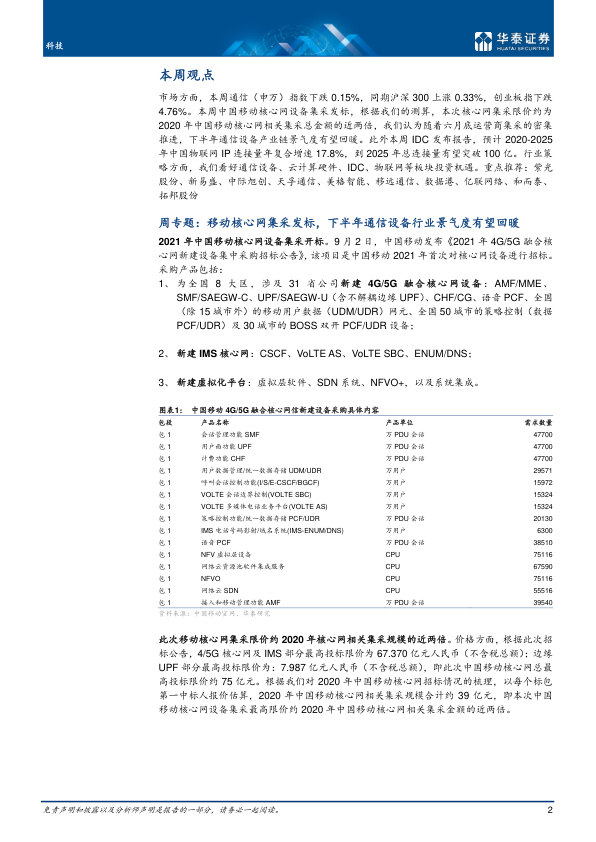 科技
华泰证券
HUATAI SECURITIES
本周观点
市场方面，本周通信（申万）指数下跌 0.15%，同期沪深 300 上涨 0.33%，创业板指下跌
4.76%。本周中国移动核心网设备集采发标，根据我们的测算，本次核心网集采限价约为
2020 年中国移动核心网相关集采总金额的近两倍，我们认为随着六月底运营商集采的密集
推进，下半年通信设备产业链景气度有望回暖。此外本周 IDC 发布报告，预计 2020-2025
年中国物联网 IP 连接量年复合增速 17.8%，到 2025 年总连接量有望突破 100 亿。行业策
略方面，我们看好通信设备、云计算硬件、IDC、物联网等板块投资机遇。重点推荐：紫光
股份、新易盛、中际旭创、天孚通信、美格智能、移远通信、数据港、亿联网络、和而泰、
拓邦股份
周专题：移动核心网集采发标，下半年通信设备行业景气度有望回暖
2021 年中国移动核心网设备集采开标。9 月 2 日，中国移动发布《2021 年 4G/5G 融合核
心网新建设备集中采购招标公告》，该项目是中国移动 2021 年首次对核心网设备进行招标。
采购产品包括：
1、 为全国 8 大区，涉及 31 省公司新建 4G/5G 融合核心网设备：AMF/MME、
SMF/SAEGW-C、UPF/SAEGW-U（含不解耦边缘 UPF）、CHF/CG、语音 PCF、全国
（除 15 城市外）的移动用户数据（UDM/UDR）网元、全国 50 城市的策略控制（数据
PCF/UDR）及 30 城市的 BOSS 双开 PCF/UDR 设备；
2、 新建 IMS 核心网：CSCF、VoLTE AS、VoLTE SBC、ENUM/DNS；
3、 新建虚拟化平台：虚拟层软件、SDN 系统、NFVO+，以及系统集成。
图表1： 中国移动 4G/5G 融合核心网信新建设备采购具体内容
包段 产品名称 产品单位 需求数量
包 1 会话管理功能 SMF 万 PDU 会话 47700
包 1 用户面功能 UPF 万 PDU 会话 47700
包 1 计费功能 CHF 万 PDU 会话 47700
包 1 用户数据管理/统一数据存储 UDM/UDR 万用户 29571
包 1 呼叫会话控制功能(I/S/E-CSCF/BGCF) 万用户 15972
包 1 VOLTE 会话边界控制(VOLTE SBC) 万用户 15324
包 1 VOLTE 多媒体电话业务平台(VOLTE AS) 万用户 15324
包 1 策略控制功能/统一数据存储 PCF/UDR 万 PDU 会话 20130
包 1 IMS 电话号码影射/域名系统(IMS-ENUM/DNS) 万用户 6300
包 1 语音 PCF 万 PDU 会话 38510
包 1 NFV 虚拟层设备 CPU 75116
包 1 网络云资源池软件集成服务 CPU 67590
包 1 NFVO CPU 75116
包 1 网络云 SDN CPU 55516
包 1 接入和移动管理功能 AMF 万 PDU 会话 39540
资料来源：中国移动官网、华泰研究
此次移动核心网集采限价约 2020 年核心网相关集采规模的近两倍。价格方面，根据此次招
标公告，4/5G 核心网及 IMS 部分最高投标限价为 67.370 亿元人民币（不含税总额）；边缘
UPF 部分最高投标限价为：7.987 亿元人民币（不含税总额），即此次中国移动核心网总最
高投标限价约 75 亿元。根据我们对 2020 年中国移动核心网招标情况的梳理，以每个标包
第一中标人报价估算，2020 年中国移动核心网相关集采规模合计约 39 亿元，即本次中国
移动核心网设备集采最高限价约 2020 年中国移动核心网相关集采金额的近两倍。
免责声明和披露以及分析师声明是报告的一部分，请务必一起阅读。 2